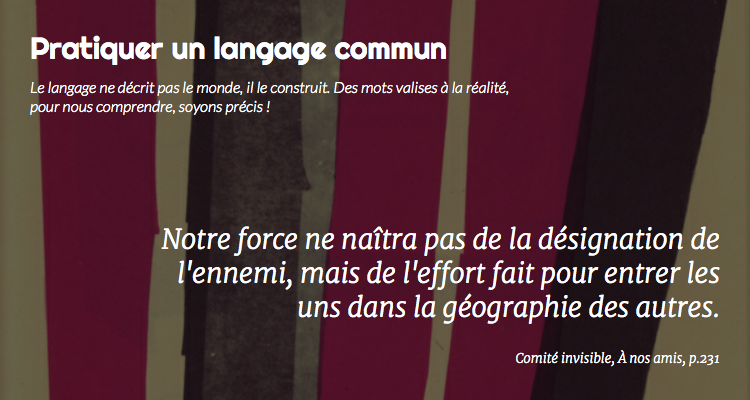 Pratiquer un langage commun
Le langage ne décrit pas le monde, il le construit. Des mots valises à la réalité,
pour nous comprendre, soyons précis !
Notre force ne naîtra pas de la désignation de
l'ennemi, mais de l'effort fait pour entrer les
uns dans la géographie des autres.
Comité invisible, À nos amis, p.231